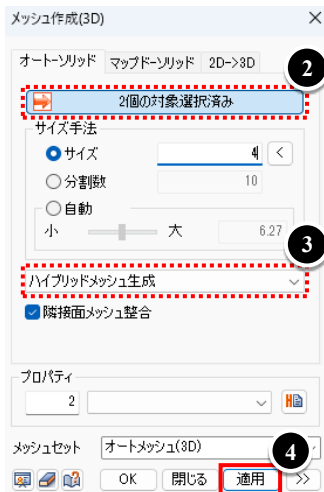 メッシュ作成(3D)
オートーソリッド マップドーソリッド 2D->3D
2
2個の対象選択済み
サイズ手法
サイズ 4 <
分割数 10
自動
小 大 6.27
3
ハイブリッドメッシュ生成
隣接面メッシュ整合
プロパティ
2
メッシュセット オートメッシュ(3D)
4
OK 閉じる 適用 >>